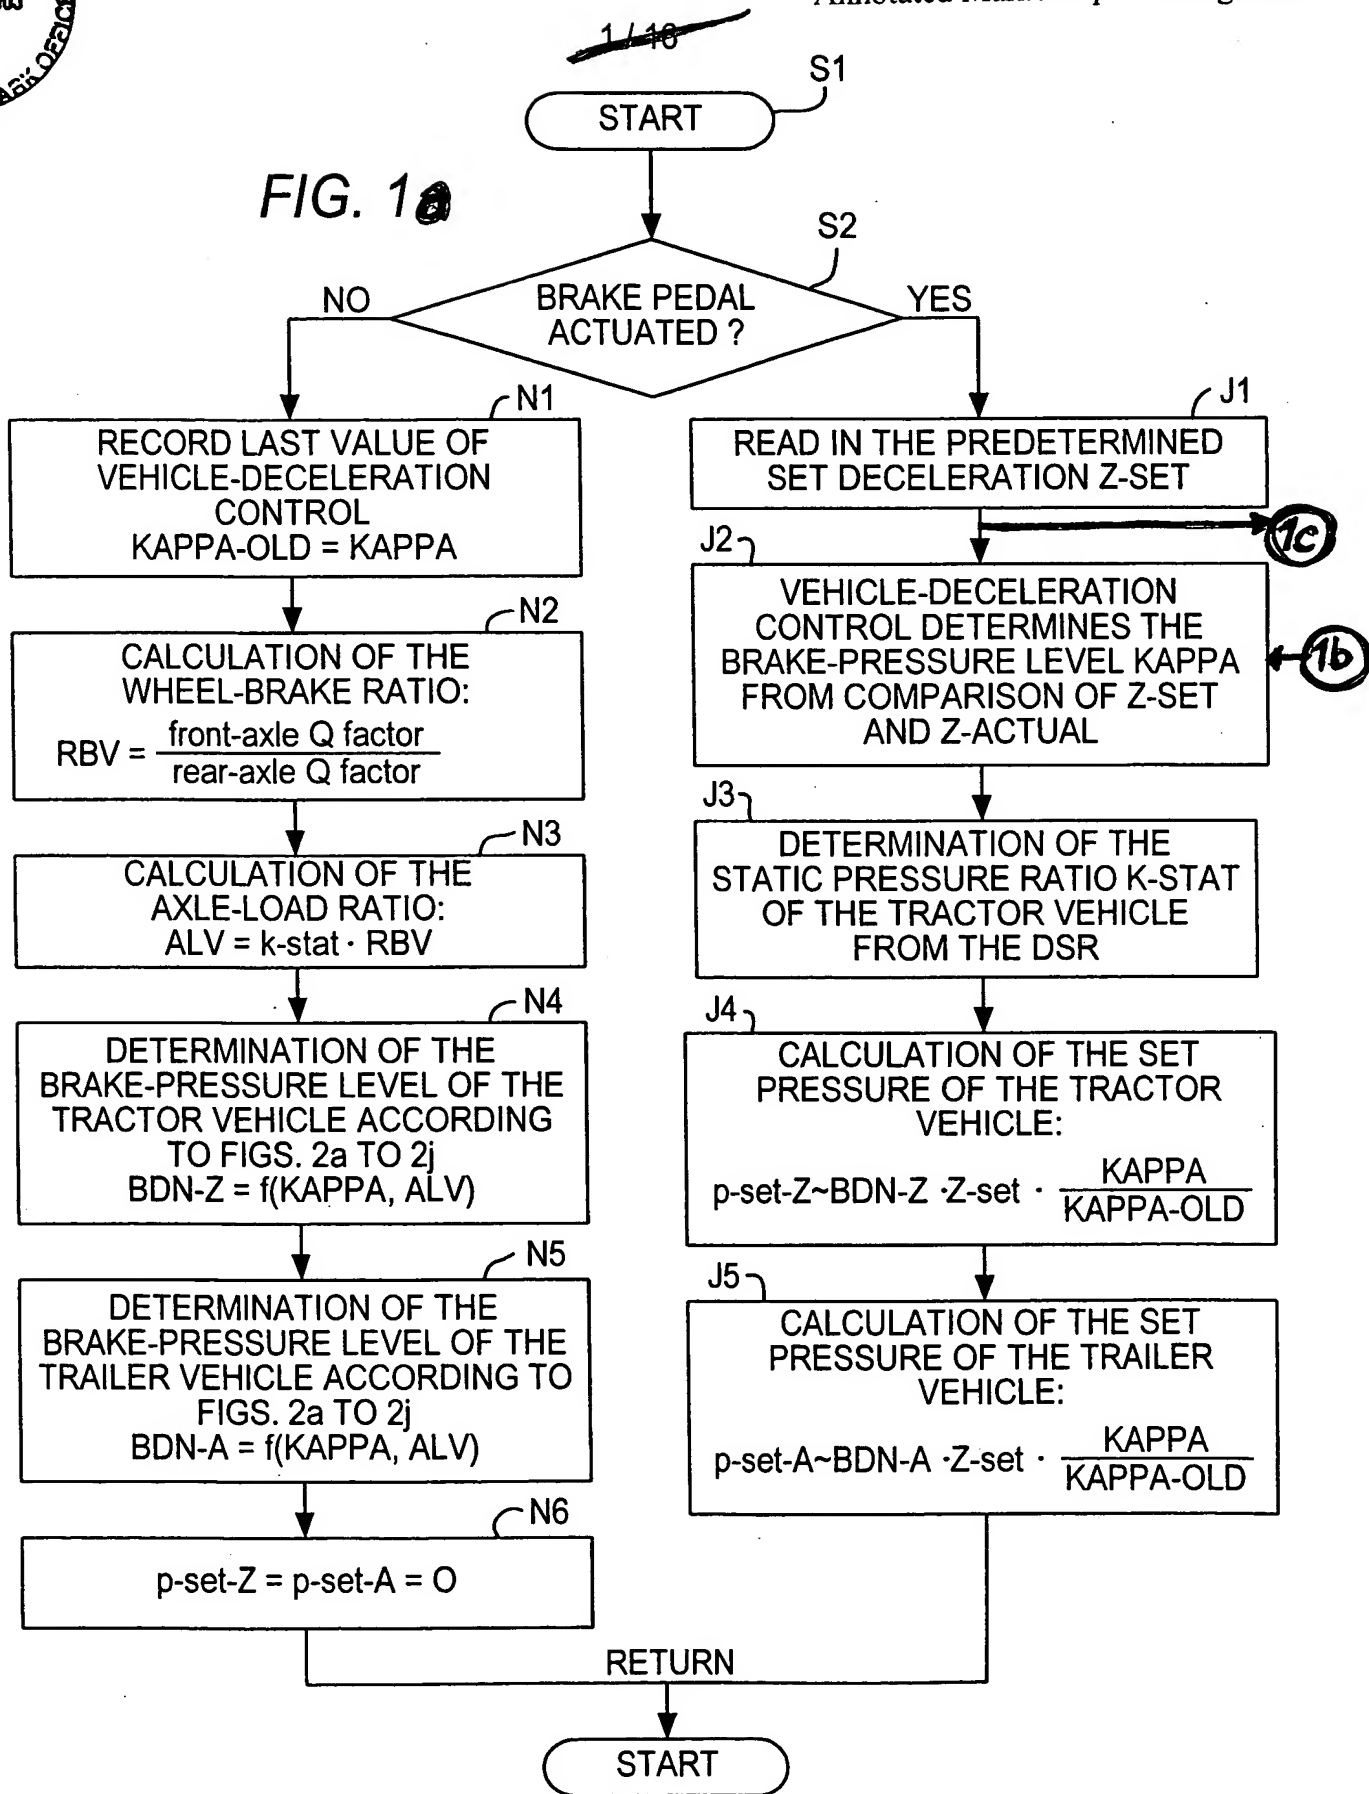 1/16
S1
START
FIG. 1a
S2
NO
BRAKE PEDAL
ACTUATED ?
YES
N1
RECORD LAST VALUE OF
VEHICLE-DECELERATION
CONTROL
KAPPA-OLD = KAPPA
N2
CALCULATION OF THE
WHEEL-BRAKE RATIO:
RBV = front-axle Q factor
rear-axle Q factor
N3
CALCULATION OF THE
AXLE-LOAD RATIO:
ALV = k-stat · RBV
N4
DETERMINATION OF THE
BRAKE-PRESSURE LEVEL OF THE
TRACTOR VEHICLE ACCORDING
TO FIGS. 2a TO 2j
BDN-Z = f(KAPPA, ALV)
N5
DETERMINATION OF THE
BRAKE-PRESSURE LEVEL OF THE
TRAILER VEHICLE ACCORDING TO
FIGS. 2a TO 2j
BDN-A = f(KAPPA, ALV)
N6
p-set-Z = p-set-A = O
J1
READ IN THE PREDETERMINED
SET DECELERATION Z-SET
1c
J2
VEHICLE-DECELERATION
CONTROL DETERMINES THE
BRAKE-PRESSURE LEVEL KAPPA
FROM COMPARISON OF Z-SET
AND Z-ACTUAL
1b
J3
DETERMINATION OF THE
STATIC PRESSURE RATIO K-STAT
OF THE TRACTOR VEHICLE
FROM THE DSR
J4
CALCULATION OF THE SET
PRESSURE OF THE TRACTOR
VEHICLE:
p-set-Z~BDN-Z ·Z-set · KAPPA
KAPPA-OLD
J5
CALCULATION OF THE SET
PRESSURE OF THE TRAILER
VEHICLE:
p-set-A~BDN-A ·Z-set · KAPPA
KAPPA-OLD
RETURN
START